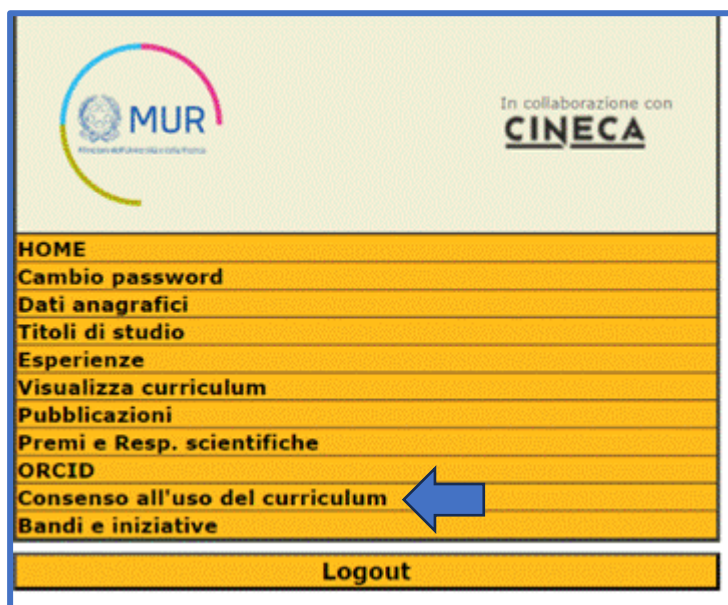 MUR
In collaborazione con
CINECA
HOME
Cambio password
Dati anagrafici
Titoli di studio
Esperienze
Visualizza curriculum
Pubblicazioni
Premi e Resp. scientifiche
ORCID
Consenso all'uso del curriculum
Bandi e iniziative
Logout